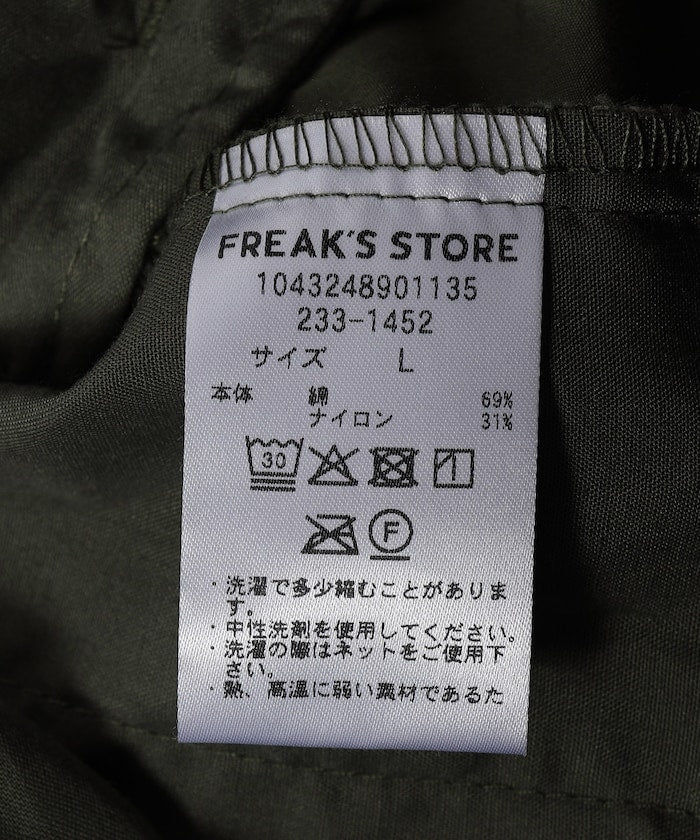 FREAK'S STORE
1043248901135
233-1452
サイズ L
本体 綿 69%
ナイロン 31%
30
F
・洗濯で多少縮むことがありま
す。
・中性洗剤を使用してください。
・洗濯の際はネットをご使用下
さい。
・熱、高温に弱い素材であるた